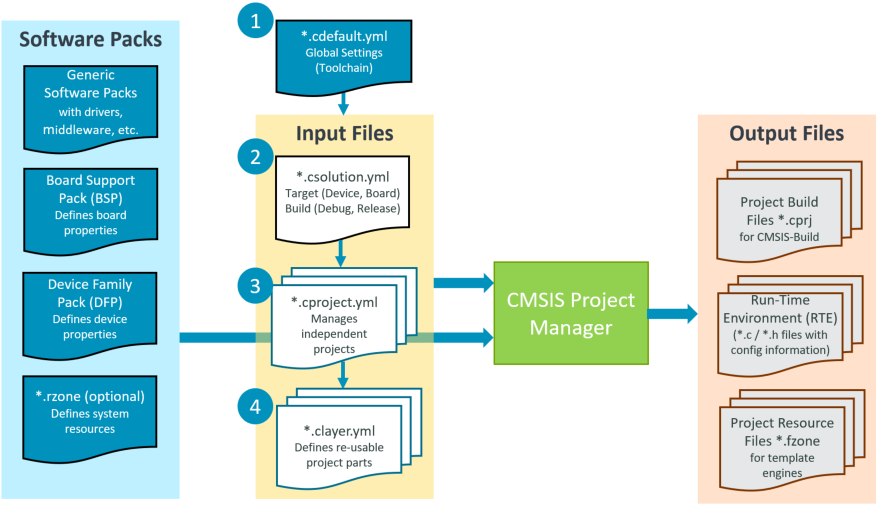 Software Packs
Generic
Software Packs
with drivers,
middleware, etc.
Board Support
Pack (BSP)
Defines board
properties
Device Family
Pack (DFP)
Defines device
properties
*.rzone (optional)
Defines system
resources
1
*.cdefault.yml
Global Settings
(Toolchain)
Input Files
2
*.csolution.yml
Target (Device, Board)
Build (Debug, Release)
3
*.cproject.yml
Manages
independent
projects
4
*.clayer.yml
Defines re-usable
project parts
CMSIS Project
Manager
Output Files
Project Build
Files *.cprj
for CMSIS-Build
Run-Time
Environment (RTE)
(*.c / *.h files with
config information)
Project Resource
Files *.fzone
for template
engines